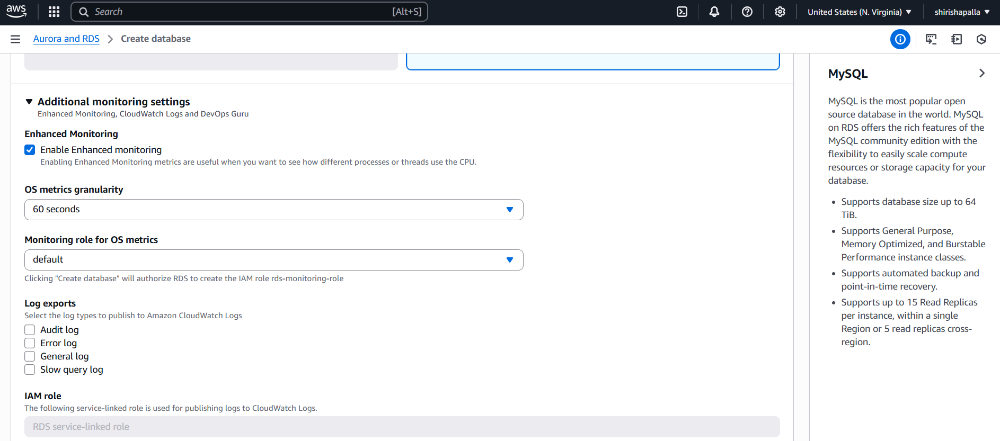 aws
Search [Alt+S]
United States (N. Virginia)
shirishapalla
Aurora and RDS
Create database
Additional monitoring settings
Enhanced Monitoring, CloudWatch Logs and DevOps Guru
Enhanced Monitoring
Enable Enhanced monitoring
Enabling Enhanced Monitoring metrics are useful when you want to see how different processes or threads use the CPU.
OS metrics granularity
60 seconds
Monitoring role for OS metrics
default
Clicking "Create database" will authorize RDS to create the IAM role rds-monitoring-role
Log exports
Select the log types to publish to Amazon CloudWatch Logs
Audit log
Error log
General log
Slow query log
IAM role
The following service-linked role is used for publishing logs to CloudWatch Logs.
RDS service-linked role
MySQL
MySQL is the most popular open
source database in the world. MySQL
on RDS offers the rich features of the
MySQL community edition with the
flexibility to easily scale compute
resources or storage capacity for your
database.
• Supports database size up to 64
TiB.
• Supports General Purpose,
Memory Optimized, and Burstable
Performance instance classes.
• Supports automated backup and
point-in-time recovery.
• Supports up to 15 Read Replicas
per instance, within a single
Region or 5 read replicas cross-
region.